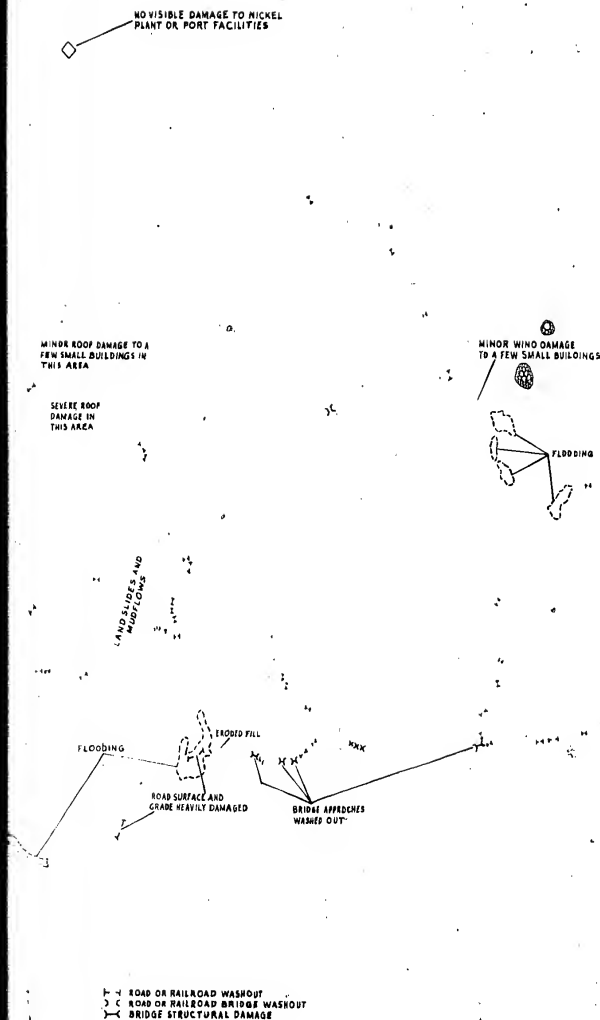 NO VISIBLE DAMAGE TO NICKEL
PLANT OR PORT FACILITIES
MINOR ROOF DAMAGE TO A
FEW SMALL BUILDINGS IN
THIS AREA
MINOR WIND DAMAGE
TO A FEW SMALL BUILDINGS
SEVERE ROOF
DAMAGE IN
THIS AREA
FLOODING
LANDSLIDES AND
MUDFLOWS
ERODED FILL
FLOODING
ROAD SURFACE AND
GRADE HEAVILY DAMAGED
BRIDGE APPROCHES
WASHED OUT
ROAD OR RAILROAD WASHOUT
ROAD OR RAILROAD BRIDGE WASHOUT
BRIDGE STRUCTURAL DAMAGE